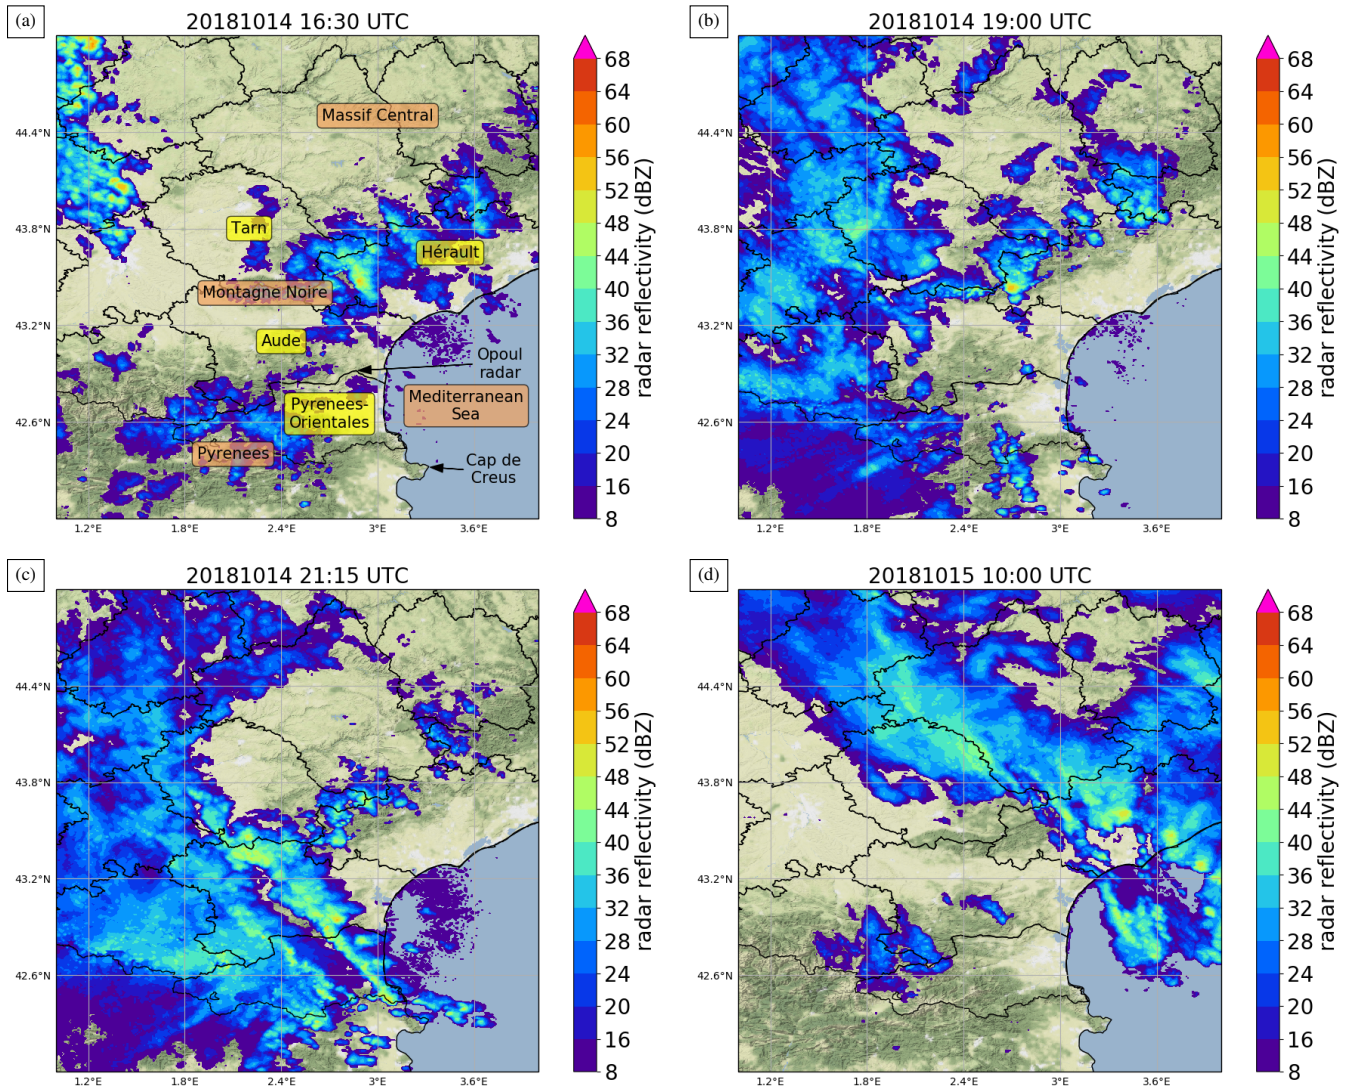 (a)
20181014 16:30 UTC
Massif Central
Tarn
Hérault
Montagne Noire
Aude
Opoul
radar
Mediterranean
Sea
Pyrenees-
Orientales
Pyrenees
Cap de
Creus
44.4°N
43.8°N
43.2°N
42.6°N
1.2°E
1.8°E
2.4°E
3°E
3.6°E
68
64
60
56
52
48
44
40
36
32
28
24
20
16
8
radar reflectivity (dBZ)
(b)
20181014 19:00 UTC
44.4°N
43.8°N
43.2°N
42.6°N
1.2°E
1.8°E
2.4°E
3°E
3.6°E
68
64
60
56
52
48
44
40
36
32
28
24
20
16
8
radar reflectivity (dBZ)
(c)
20181014 21:15 UTC
44.4°N
43.8°N
43.2°N
42.6°N
1.2°E
1.8°E
2.4°E
3°E
3.6°E
68
64
60
56
52
48
44
40
36
32
28
24
20
16
8
radar reflectivity (dBZ)
(d)
20181015 10:00 UTC
44.4°N
43.8°N
43.2°N
42.6°N
1.2°E
1.8°E
2.4°E
3°E
3.6°E
68
64
60
56
52
48
44
40
36
32
28
24
20
16
8
radar reflectivity (dBZ)